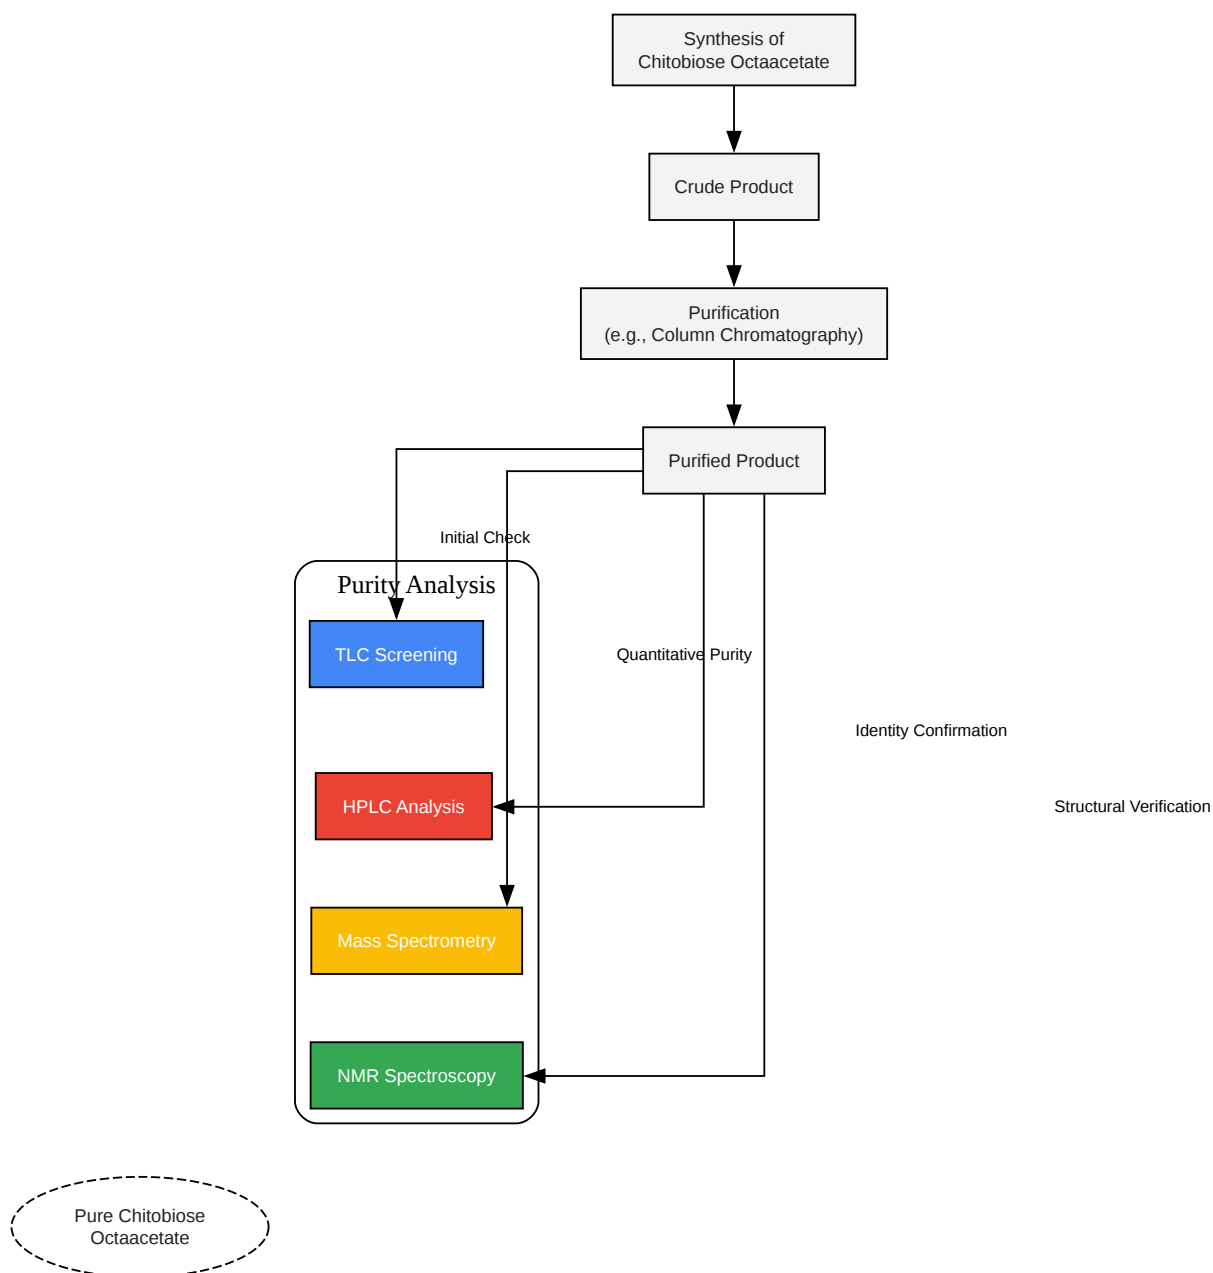 Synthesis of
Chitobiose Octaacetate
Crude Product
Purification
(e.g., Column Chromatography)
Purified Product
Initial Check
Purity Analysis
TLC Screening
Quantitative Purity
Identity Confirmation
HPLC Analysis
Structural Verification
Mass Spectrometry
NMR Spectroscopy
Pure Chitobiose
Octaacetate